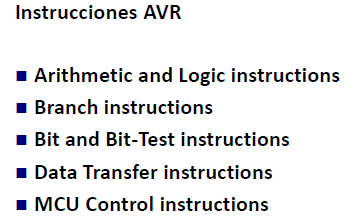 Instrucciones AVR
■ Arithmetic and Logic instructions
■ Branch instructions
■ Bit and Bit-Test instructions
■ Data Transfer instructions
■ MCU Control instructions